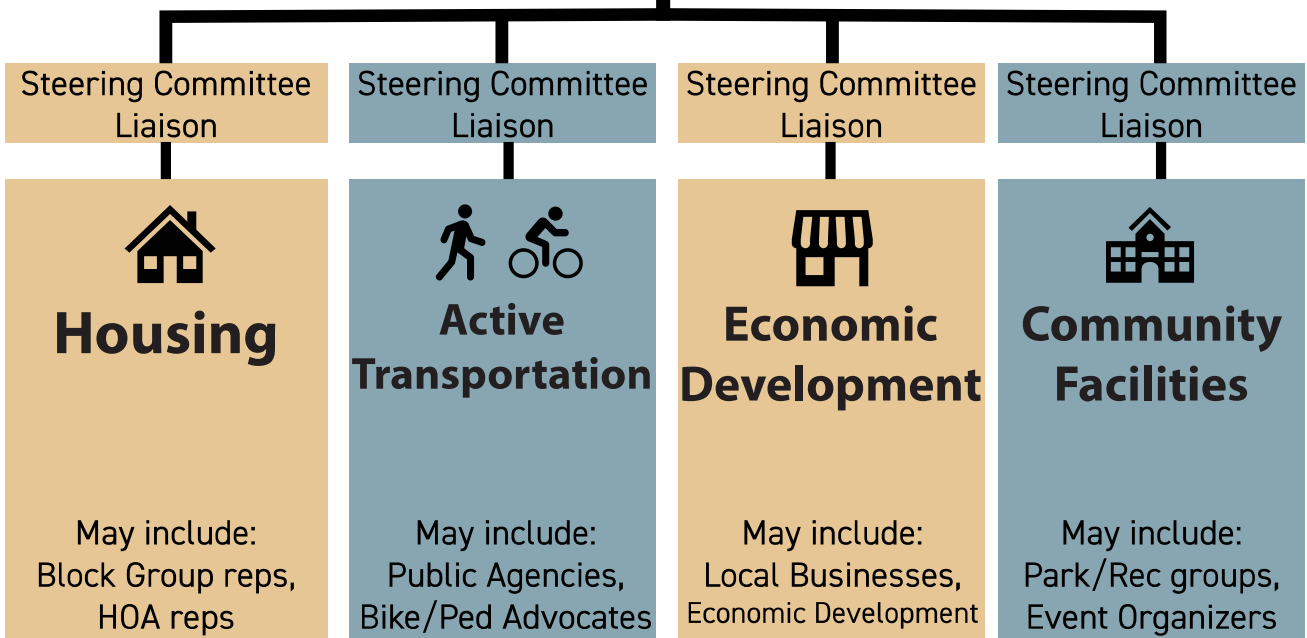 Steering Committee
Liaison
Steering Committee
Liaison
Steering Committee
Liaison
Steering Committee
Liaison
Housing
May include:
Block Group reps,
HOA reps
Active
Transportation
May include:
Public Agencies,
Bike/Ped Advocates
Economic
Development
May include:
Local Businesses,
Economic Development
Community
Facilities
May include:
Park/Rec groups,
Event Organizers